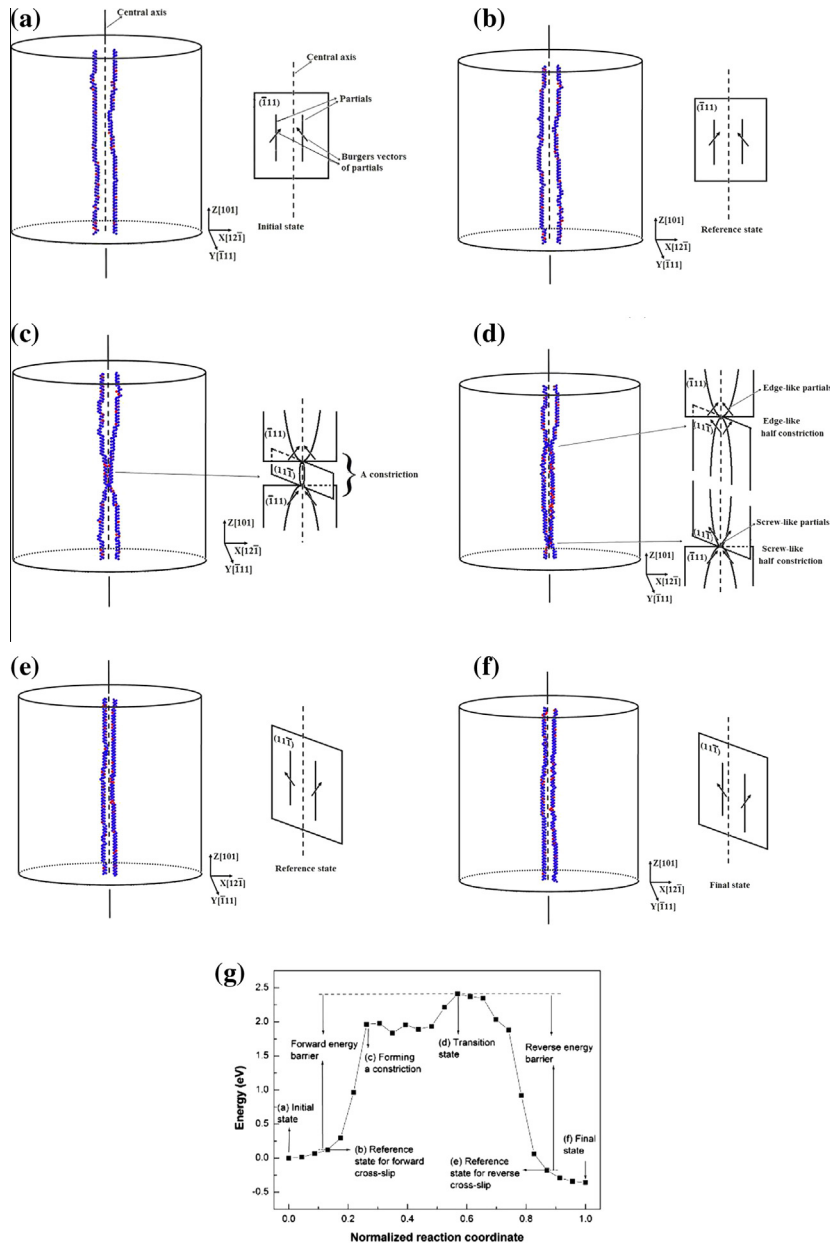 (a)
Central axis
Central axis
(1̄11)
Partials
Burgers vectors
of partials
Z[101]
X[121̄]
Y[1̄11]
Initial state
(b)
(1̄11)
Z[101]
X[121̄]
Y[1̄11]
Reference state
(c)
(1̄11)
(111̄)
(1̄11)
A constriction
Z[101]
X[121̄]
Y[1̄11]
(d)
(1̄11)
Edge-like partials
(111̄)
Edge-like
half constriction
Screw-like partials
(111̄)
(1̄11)
Screw-like
half constriction
Z[101]
X[121̄]
Y[1̄11]
(e)
(111̄)
Z[101]
X[121̄]
Y[1̄11]
Reference state
(f)
(111̄)
Z[101]
X[121̄]
Y[1̄11]
Final state
(g)
2.5
2.0
1.5
1.0
0.5
0.0
-0.5
Energy (eV)
Forward energy
barrier
(c) Forming
a constriction
(d) Transition
state
Reverse energy
barrier
(a) Initial
state
(b) Reference
state for forward
cross-slip
(e) Reference
state for reverse
cross-slip
(f) Final
state
0.0 0.2 0.4 0.6 0.8 1.0
Normalized reaction coordinate